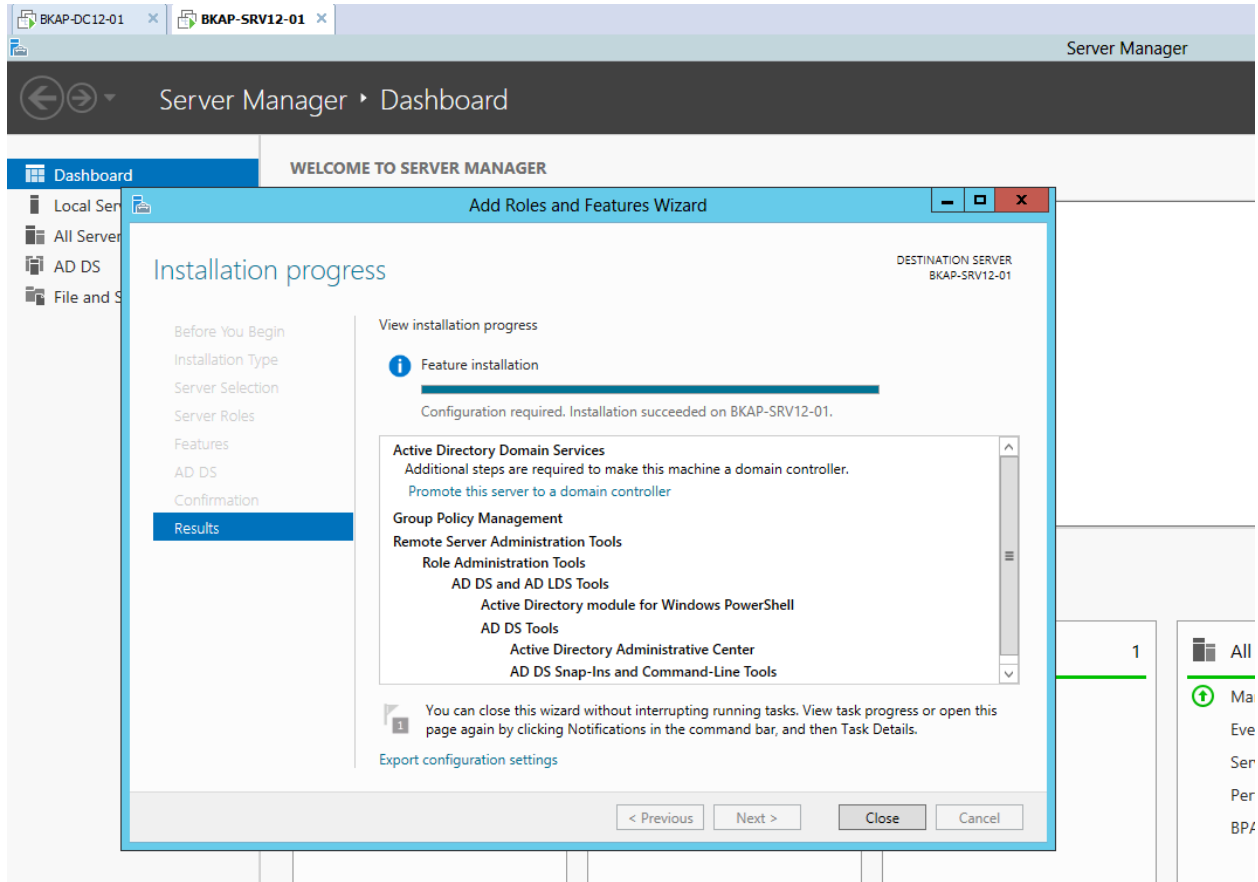 BKAP-DC12-01 × BKAP-SRV12-01 ×
Server Manager
Server Manager ‣ Dashboard
Dashboard
Local Ser
All Server
AD DS
File and S
WELCOME TO SERVER MANAGER
Add Roles and Features Wizard
Installation progress
DESTINATION SERVER
BKAP-SRV12-01
Before You Begin
Installation Type
Server Selection
Server Roles
Features
AD DS
Confirmation
Results
View installation progress
Feature installation
Configuration required. Installation succeeded on BKAP-SRV12-01.
Active Directory Domain Services
Additional steps are required to make this machine a domain controller.
Promote this server to a domain controller
Group Policy Management
Remote Server Administration Tools
Role Administration Tools
AD DS and AD LDS Tools
Active Directory module for Windows PowerShell
AD DS Tools
Active Directory Administrative Center
AD DS Snap-Ins and Command-Line Tools
1
You can close this wizard without interrupting running tasks. View task progress or open this
page again by clicking Notifications in the command bar, and then Task Details.
Export configuration settings
< Previous Next > Close Cancel
1
All
Ma
Eve
Ser
Per
BPA